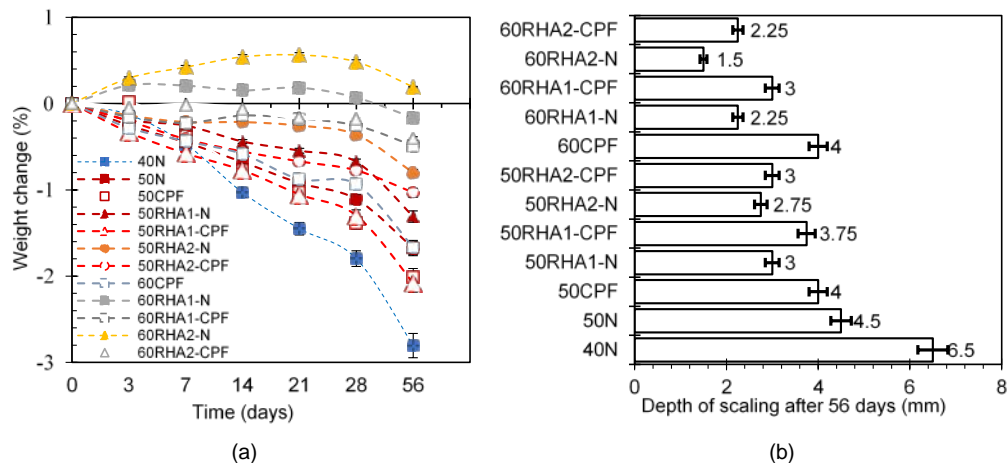 1
0
-1
-2
-3
Weight change (%)
40N
50N
50CPF
50RHA1-N
50RHA1-CPF
50RHA2-N
50RHA2-CPF
60CPF
60RHA1-N
60RHA1-CPF
60RHA2-N
60RHA2-CPF
0 3 7 14 21 28 56
Time (days)
(a)
60RHA2-CPF 2.25
60RHA2-N 1.5
60RHA1-CPF 3
60RHA1-N 2.25
60CPF 4
50RHA2-CPF 3
50RHA2-N 2.75
50RHA1-CPF 3.75
50RHA1-N 3
50CPF 4
50N 4.5
40N 6.5
0 2 4 6 8
Depth of scaling after 56 days (mm)
(b)